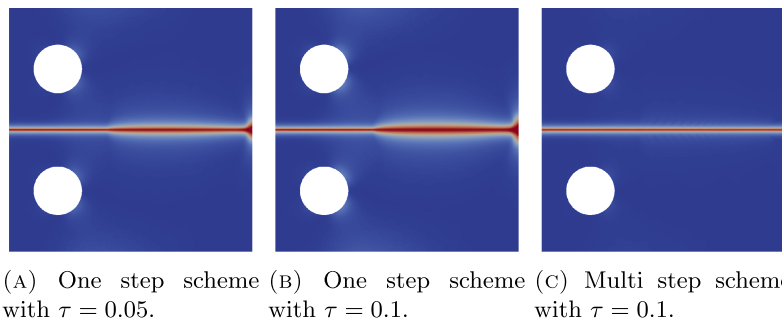 (A) One step scheme
with τ = 0.05.
(B) One step scheme
with τ = 0.1.
(C) Multi step scheme
with τ = 0.1.